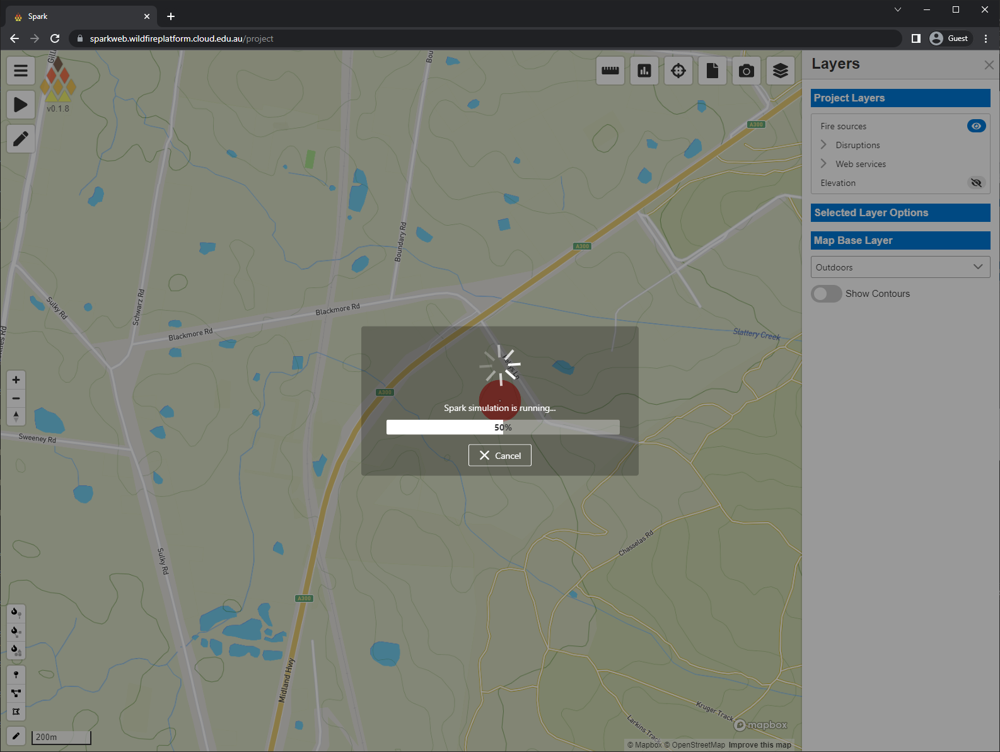 Spark
sparkweb.wildfireplatform.cloud.edu.au/project
Guest
v0.1.8
Layers
Project Layers
Fire sources
Disruptions
Web services
Elevation
Selected Layer Options
Map Base Layer
Outdoors
Show Contours
A300
A300
Boundary Rd
Sulky Rd
Schwarz Rd
Blackmore Rd
Blackmore Rd
Slattery Creek
A300
Spark simulation is running...
50%
Cancel
Sweeney Rd
Chasselas Rd
Sulky Rd
A300
Midland Hwy
Kruger Track
Larkins Track
mapbox
200m
© Mapbox © OpenStreetMap Improve this map